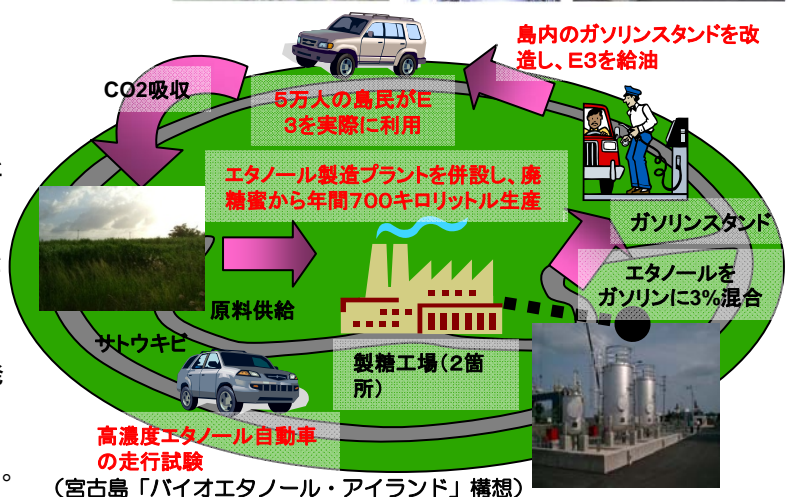 島内のガソリンスタンドを改
造し、E3を給油
CO2吸収
５万人の島民がE
３を実際に利用
エタノール製造プラントを併設し、廃
糖蜜から年間７００キロリットル生産
ガソリンスタンド
エタノールを
ガソリンに3%混合
原料供給
サトウキビ
製糖工場（２箇
所）
高濃度エタノール自動車
の走行試験
。
（宮古島「バイオエタノール・アイランド」構想）